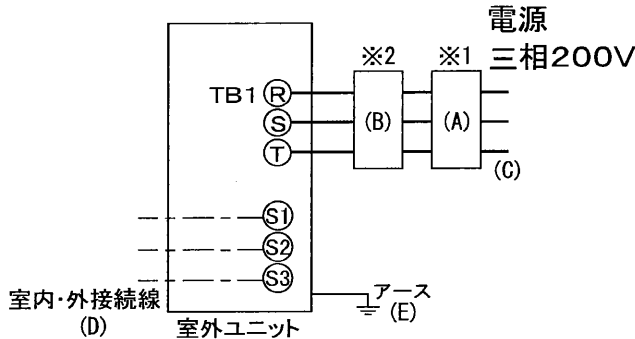 電源
※2 ※1 三相200V
TB1 R
S (B) (A)
T
(C)
S1
S2
S3
室内・外接続線
(D)
室外ユニット
アース
(E)